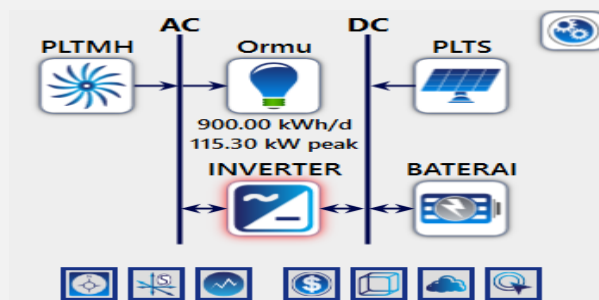 AC DC
PLTMH Ormu PLTS
900.00 kWh/d
115.30 kW peak
INVERTER BATERAI